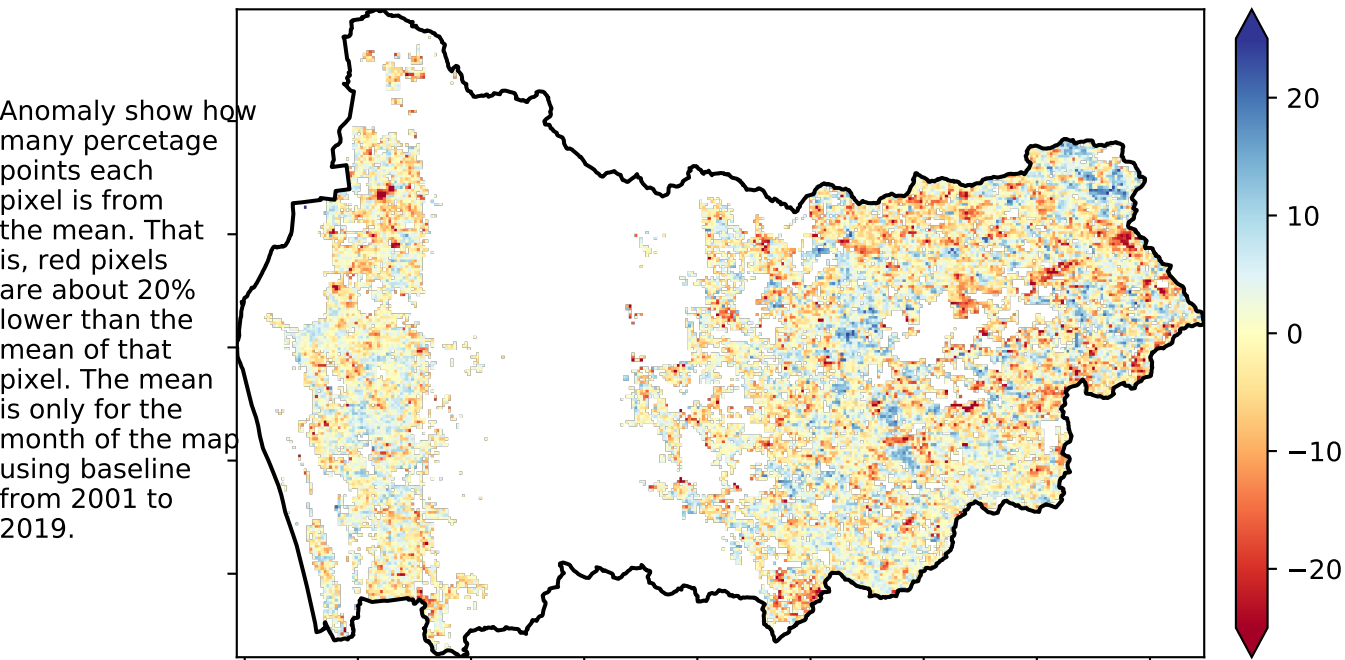 Anomaly show how
many percetage
points each
pixel is from
the mean. That
is, red pixels
are about 20%
lower than the
mean of that
pixel. The mean
is only for the
month of the map
using baseline
from 2001 to
2019.
20
10
0
−10
−20